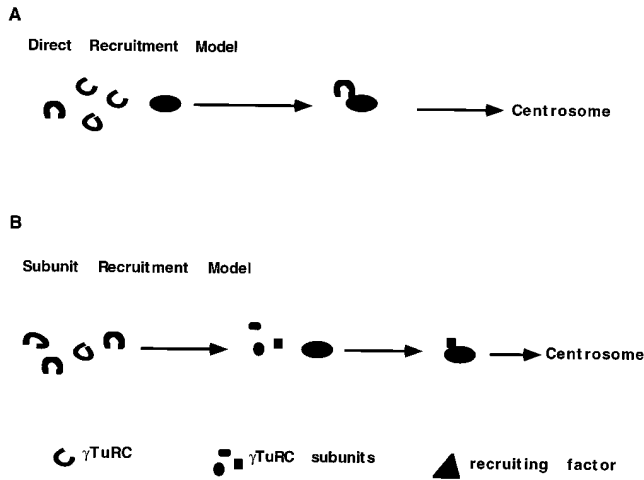 A
Direct Recruitment Model
Centrosome
B
Subunit Recruitment Model
Centrosome
γTuRC
γTuRC subunits
recruiting factor